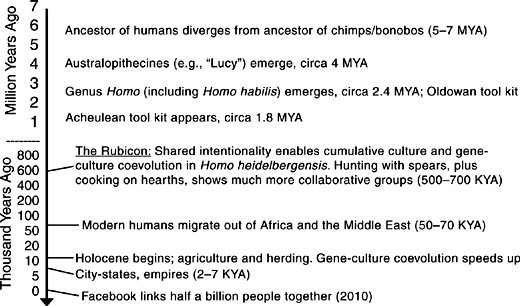 7
Ancestor of humans diverges from ancestor of chimps/bonobos (5–7 MYA)
6
5
Australopithecines (e.g., “Lucy”) emerge, circa 4 MYA
4
3
Genus Homo (including Homo habilis) emerges, circa 2.4 MYA; Oldowan tool kit
2
Acheulean tool kit appears, circa 1.8 MYA
1
Million Years Ago
The Rubicon: Shared intentionality enables cumulative culture and gene-
800
culture coevolution in Homo heidelbergensis. Hunting with spears, plus
600
cooking on hearths, shows much more collaborative groups (500–700 KYA)
400
200
100
Modern humans migrate out of Africa and the Middle East (50–70 KYA)
50
20
Holocene begins; agriculture and herding. Gene-culture coevolution speeds up
10
City-states, empires (2–7 KYA)
5
0
Facebook links half a billion people together (2010)
Thousand Years Ago